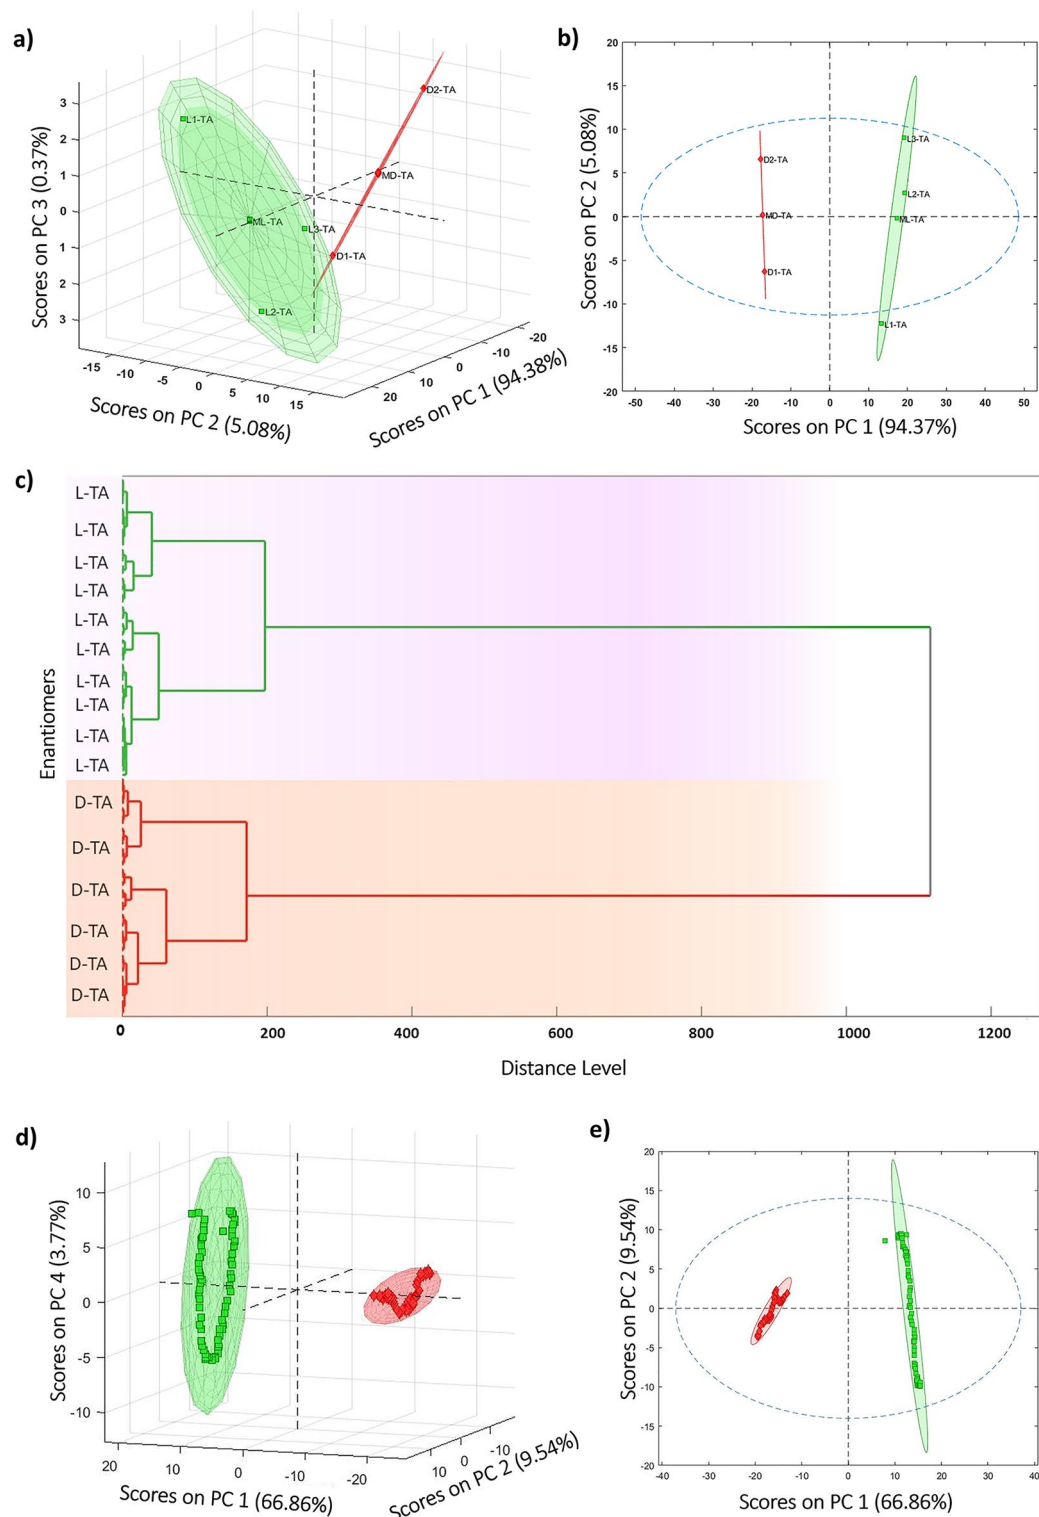 a)
Scores on PC 3 (0.37%)
3
2
1
0
1
2
3
L1-TA
ML-TA
L3-TA
L2-TA
D2-TA
MD-TA
D1-TA
-15
-10
-5
0
5
10
15
Scores on PC 2 (5.08%)
20
10
0
-10
-20
Scores on PC 1 (94.38%)
b)
Scores on PC 2 (5.08%)
20
15
10
5
0
-5
-10
-15
-20
D2-TA
MD-TA
D1-TA
L3-TA
L2-TA
ML-TA
L1-TA
-50 -40 -30 -20 -10 0 10 20 30 40 50
Scores on PC 1 (94.37%)
c)
Enantiomers
L-TA
L-TA
L-TA
L-TA
L-TA
L-TA
L-TA
L-TA
L-TA
L-TA
D-TA
D-TA
D-TA
D-TA
D-TA
D-TA
0 200 400 600 800 1000 1200
Distance Level
d)
Scores on PC 4 (3.77%)
10
5
0
-5
-10
20 10 0 -10 -20
Scores on PC 1 (66.86%)
10
0
-10
Scores on PC 2 (9.54%)
e)
Scores on PC 2 (9.54%)
20
15
10
5
0
-5
-10
-15
-20
-40 -30 -20 -10 0 10 20 30 40
Scores on PC 1 (66.86%)